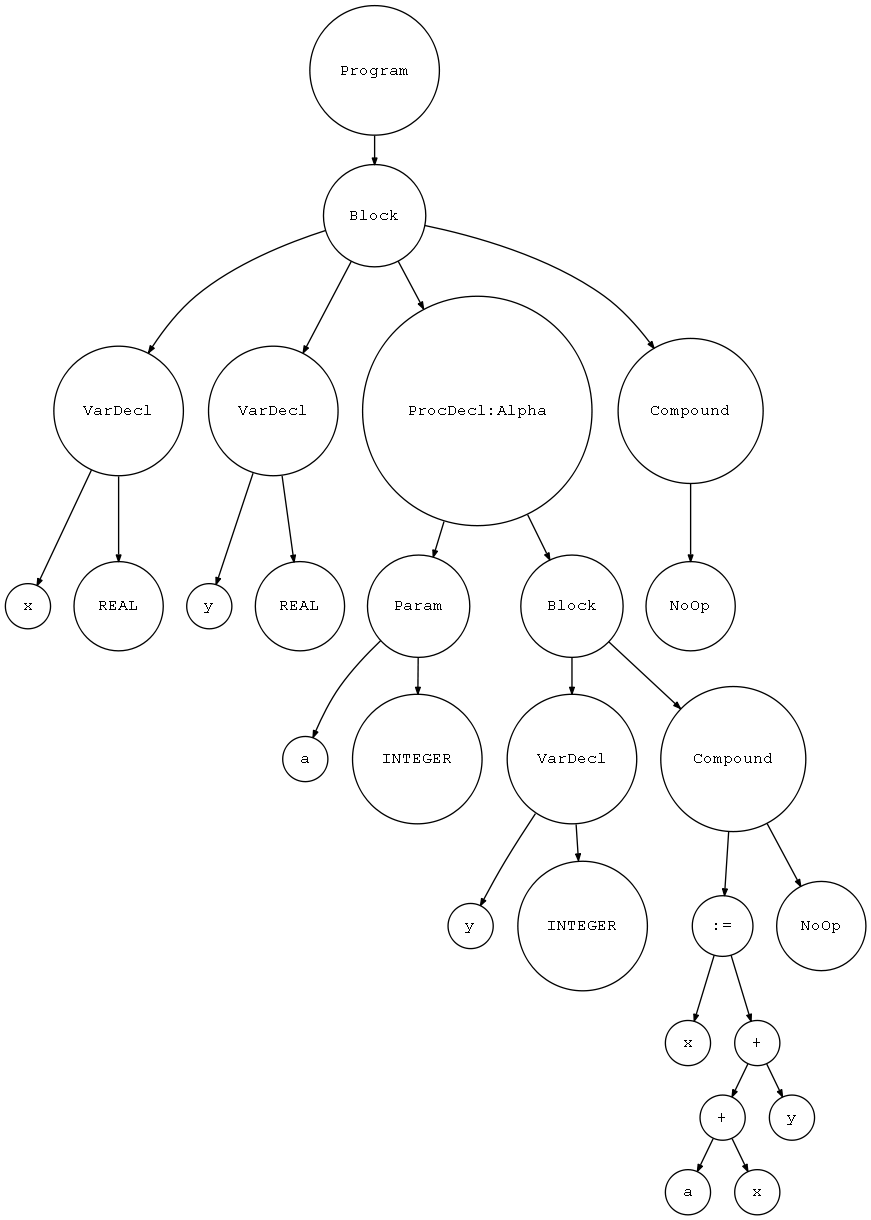 Program
Block
VarDecl
VarDecl
ProcDecl:Alpha
Compound
x
REAL
y
REAL
Param
Block
NoOp
a
INTEGER
VarDecl
Compound
y
INTEGER
:=
NoOp
x
+
+
y
a
x